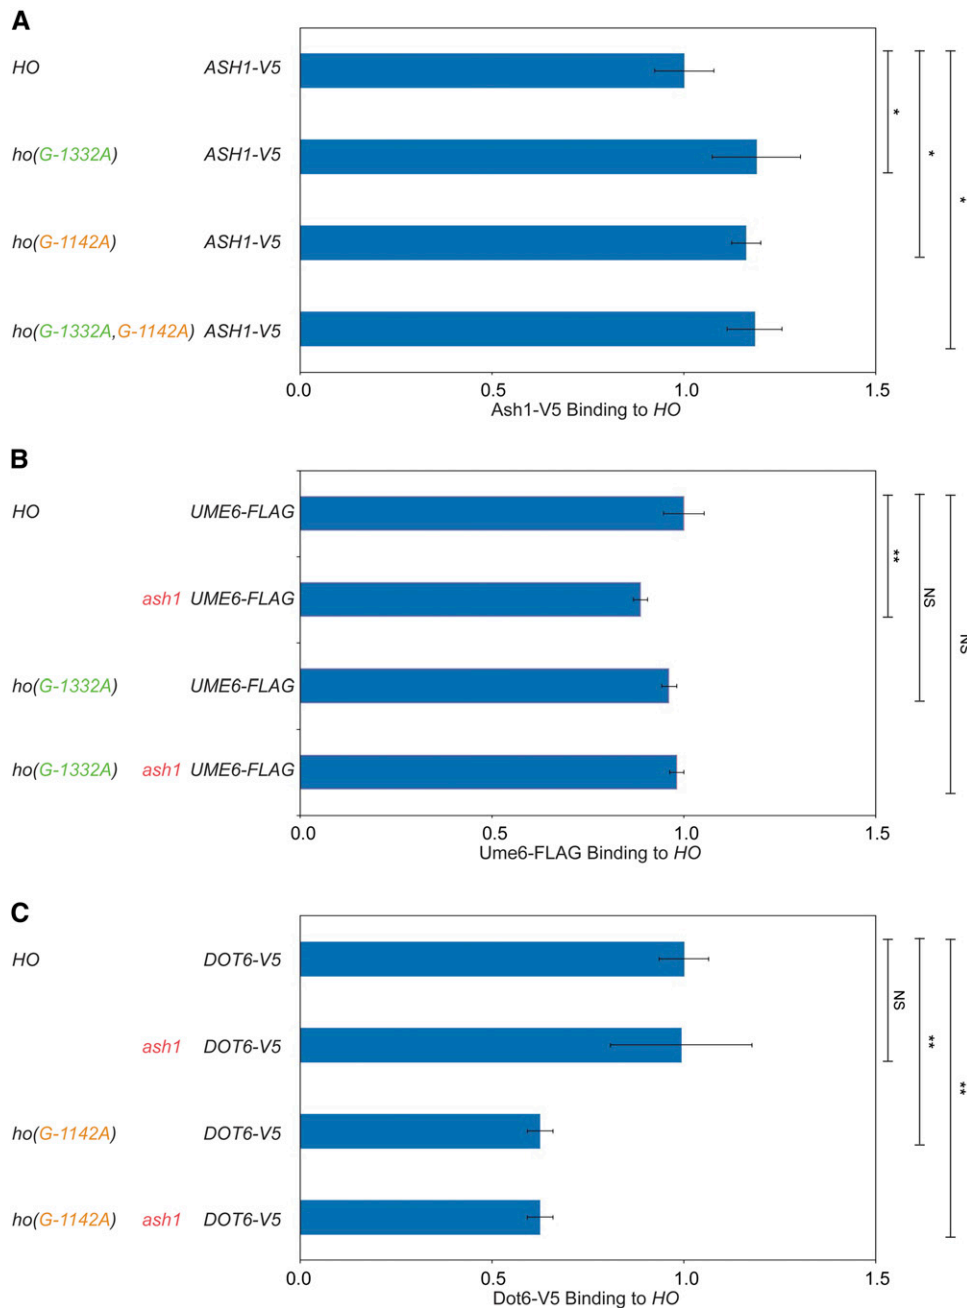 A
HO ASH1-V5
ho(G-1332A) ASH1-V5
ho(G-1142A) ASH1-V5
ho(G-1332A,G-1142A) ASH1-V5
* * *
0.0 0.5 1.0 1.5
Ash1-V5 Binding to HO
B
HO UME6-FLAG
ash1 UME6-FLAG
ho(G-1332A) UME6-FLAG
ho(G-1332A) ash1 UME6-FLAG
** NS NS
0.0 0.5 1.0 1.5
Ume6-FLAG Binding to HO
C
HO DOT6-V5
ash1 DOT6-V5
ho(G-1142A) DOT6-V5
ho(G-1142A) ash1 DOT6-V5
NS ** **
0.0 0.5 1.0 1.5
Dot6-V5 Binding to HO